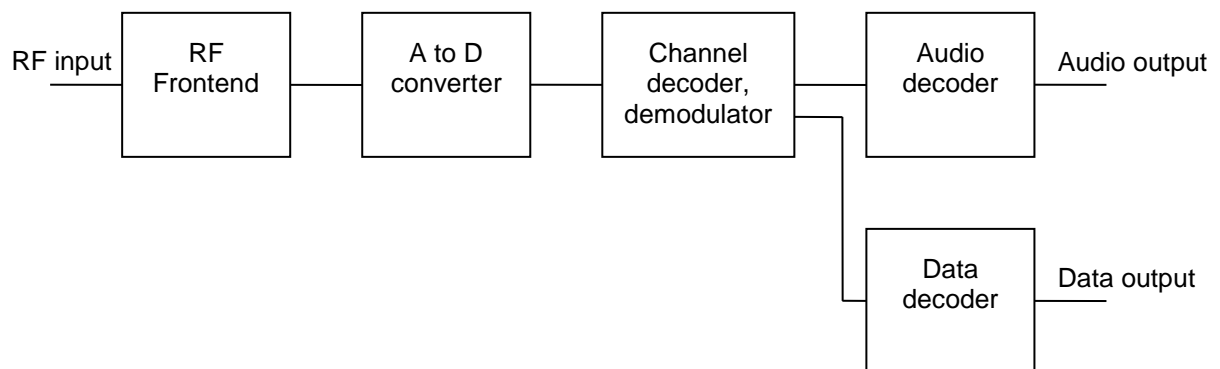 RF input
RF
Frontend
A to D
converter
Channel
decoder,
demodulator
Audio
decoder
Audio output
Data
decoder
Data output